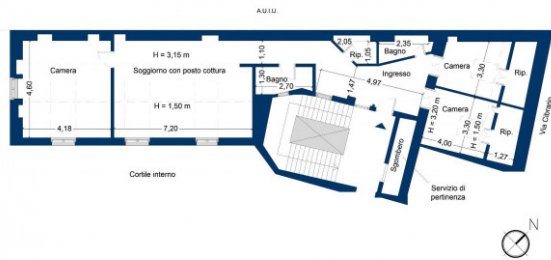 A.U.I.U.
Camera
4,60
4,18
H = 3,15 m
Soggiorno con posto cottura
H = 1,50 m
7,20
1,10
1,30
Bagno
2,70
2,05
Rip.
1,05
Bagno
2,35
Ingresso
4,97
1,47
Camera
3,30
Rip.
Camera
H = 3,20 m
3,30
H = 1,50 m
4,00
Rip.
1,27
Sgombero
Via Cibrario
Cortile interno
Servizio di
pertinenza
N